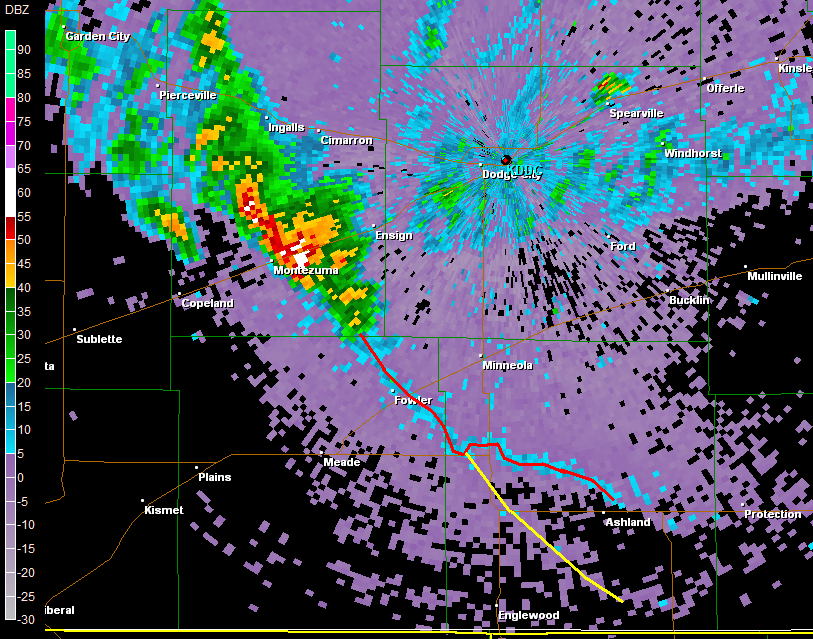 DBZ
90
85
80
75
70
65
60
55
50
45
40
35
30
25
20
15
10
5
0
-5
-10
-15
-20
-25
-30
Garden City
Kinsle
Pierceville
Offerle
Spearville
Ingalls
Cimarron
Windhorst
KDDC
Dodge City
Ensign
Ford
Montezuma
Mullinville
Copeland
Bucklin
Sublette
ta
Minneola
Fowler
Meade
Plains
Kismet
Protection
Ashland
iberal
Englewood